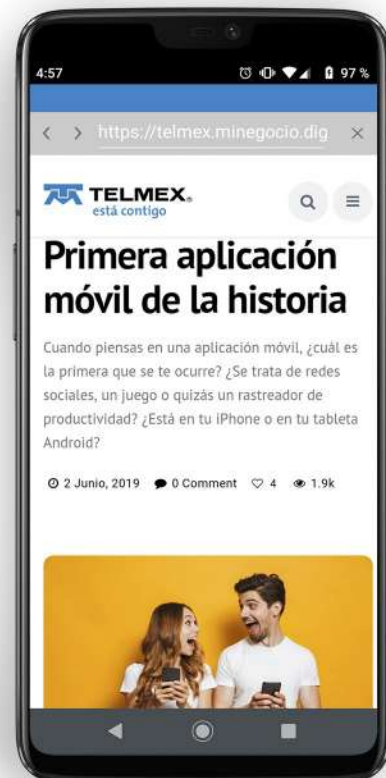 4:57
97 %
https://telmex.minegocio.dig
TELMEX®
está contigo
Primera aplicación
móvil de la historia
Cuando piensas en una aplicación móvil, ¿cuál es
la primera que se te ocurre? ¿Se trata de redes
sociales, un juego o quizás un rastreador de
productividad? ¿Está en tu iPhone o en tu tableta
Android?
2 Junio, 2019 0 Comment 4 1.9k